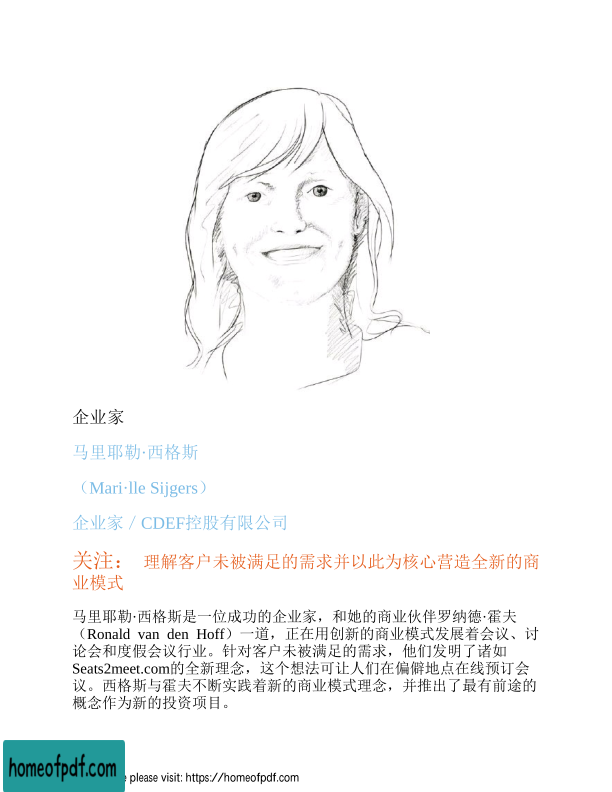 企业家
马里耶勒·西格斯
（Mari·lle Sijgers）
企业家／CDEF控股有限公司
关注： 理解客户未被满足的需求并以此为核心营造全新的商
业模式
马里耶勒·西格斯是一位成功的企业家，和她的商业伙伴罗纳德·霍夫
（Ronald van den Hoff）一道，正在用创新的商业模式发展着会议、讨
论会和度假会议行业。针对客户未被满足的需求，他们发明了诸如
Seats2meet.com的全新理念，这个想法可让人们在偏僻地点在线预订会
议。西格斯与霍夫不断实践着新的商业模式理念，并推出了最有前途的
概念作为新的投资项目。
homeofpdf.com
e please visit: https://homeofpdf.com